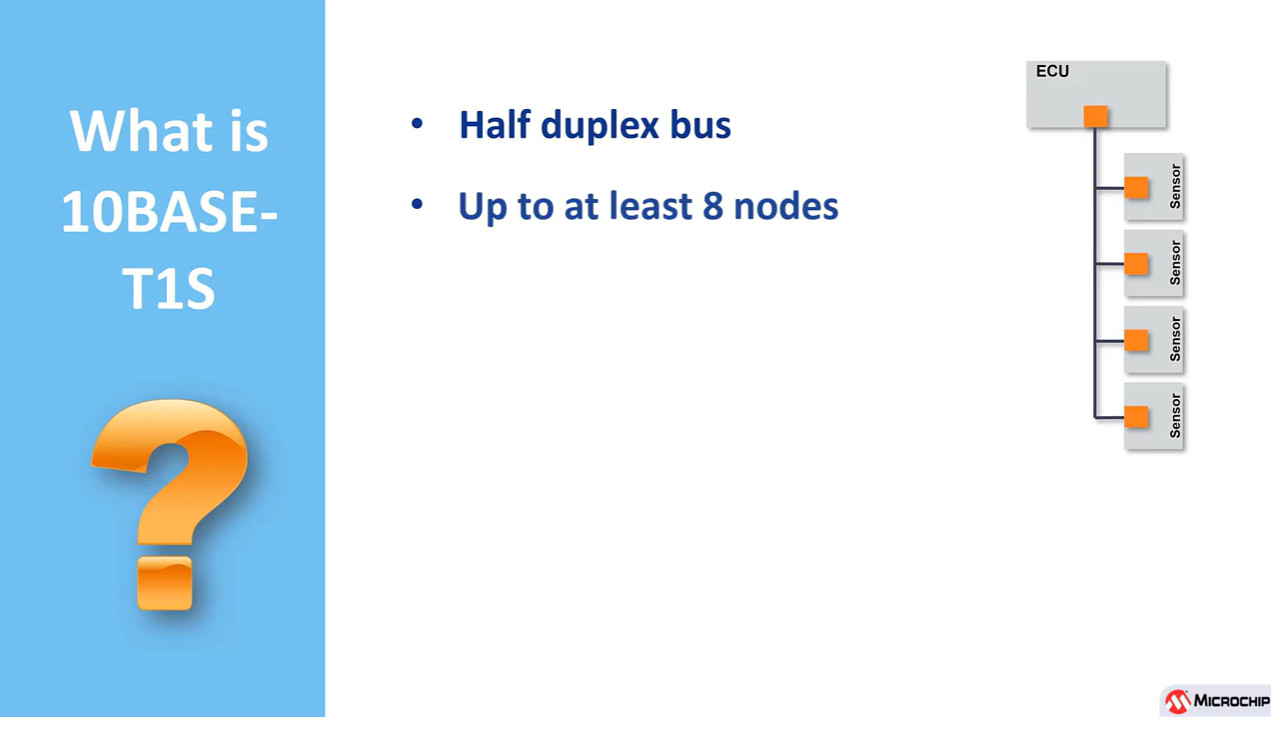 What is
10BASE-
T1S
• Half duplex bus
• Up to at least 8 nodes
ECU
Sensor
Sensor
Sensor
Sensor
MICROCHIP